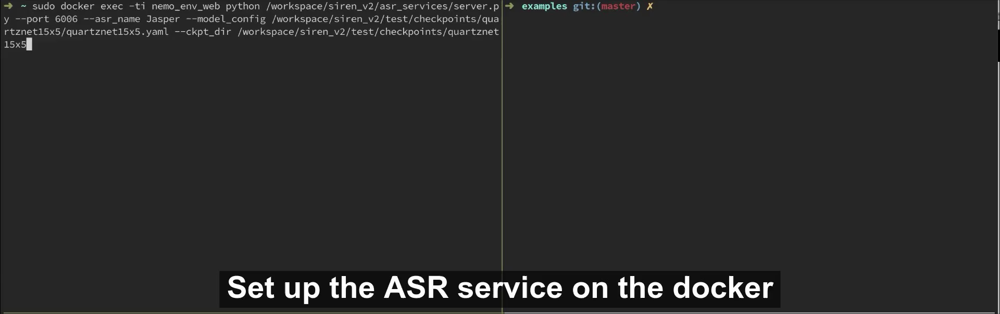 ➜ ~ sudo docker exec -ti nemo_env_web python /workspace/siren_v2/asr_services/server.p
y --port 6006 --asr_name Jasper --model_config /workspace/siren_v2/test/checkpoints/qua
rtznet15x5/quartznet15x5.yaml --ckpt_dir /workspace/siren_v2/test/checkpoints/quartznet
15x5
➜ examples git:(master) ✗
Set up the ASR service on the docker